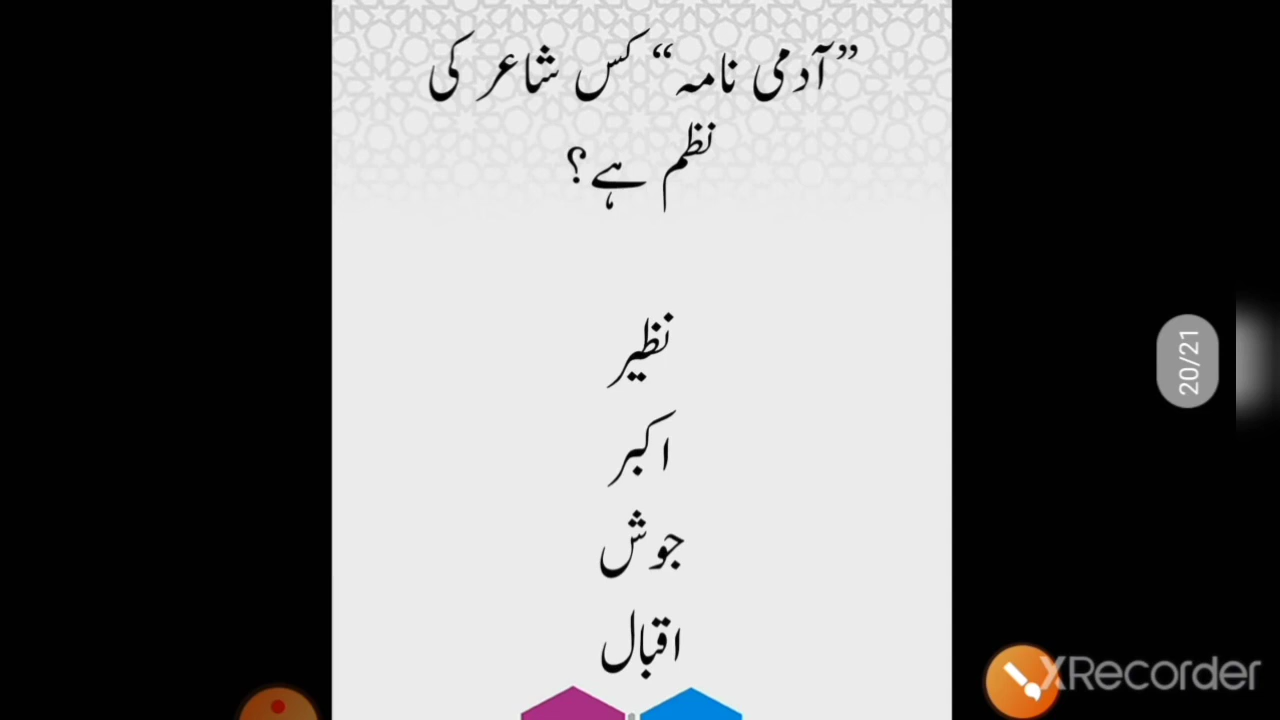 ”آدمی نامہ“ کس شاعر کی
نظم ہے؟
نظیر
اکبر
جوش
اقبال
20/21
XRecorder